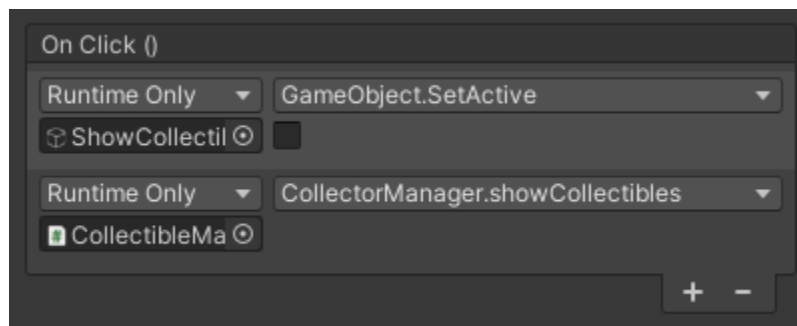 On Click ()
Runtime Only GameObject.SetActive
ShowCollectil
Runtime Only CollectorManager.showCollectibles
CollectibleMa
+ -